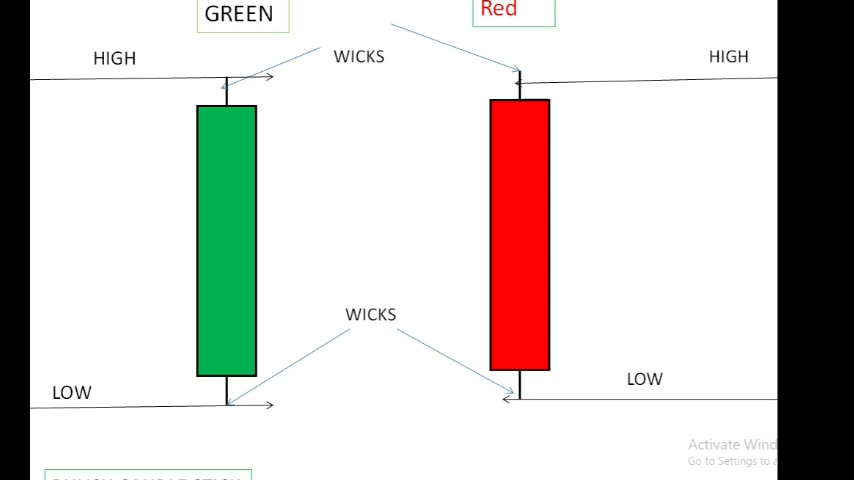 GREEN
Red
HIGH
WICKS
HIGH
WICKS
LOW
LOW
Activate Wind
Go to Settings to a